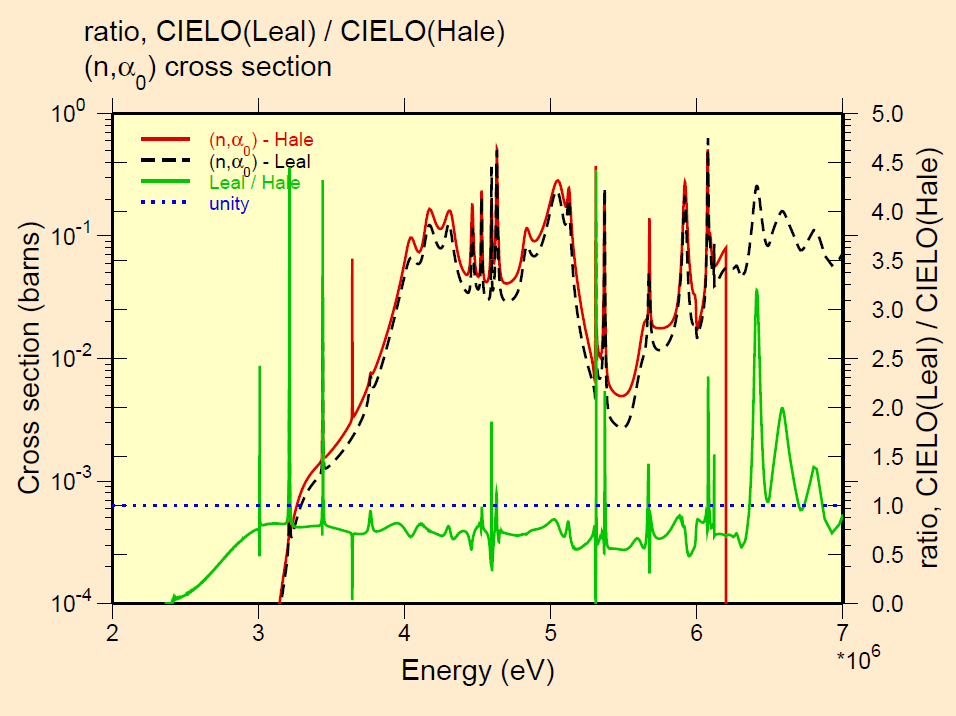 ratio, CIELO(Leal) / CIELO(Hale)
(n,α0) cross section
(n,α0) - Hale
(n,α0) - Leal
Leal / Hale
unity
10^0
10^-1
10^-2
10^-3
10^-4
Cross section (barns)
5.0
4.5
4.0
3.5
3.0
2.5
2.0
1.5
1.0
0.5
0.0
ratio, CIELO(Leal) / CIELO(Hale)
2 3 4 5 6 7
*10^6
Energy (eV)